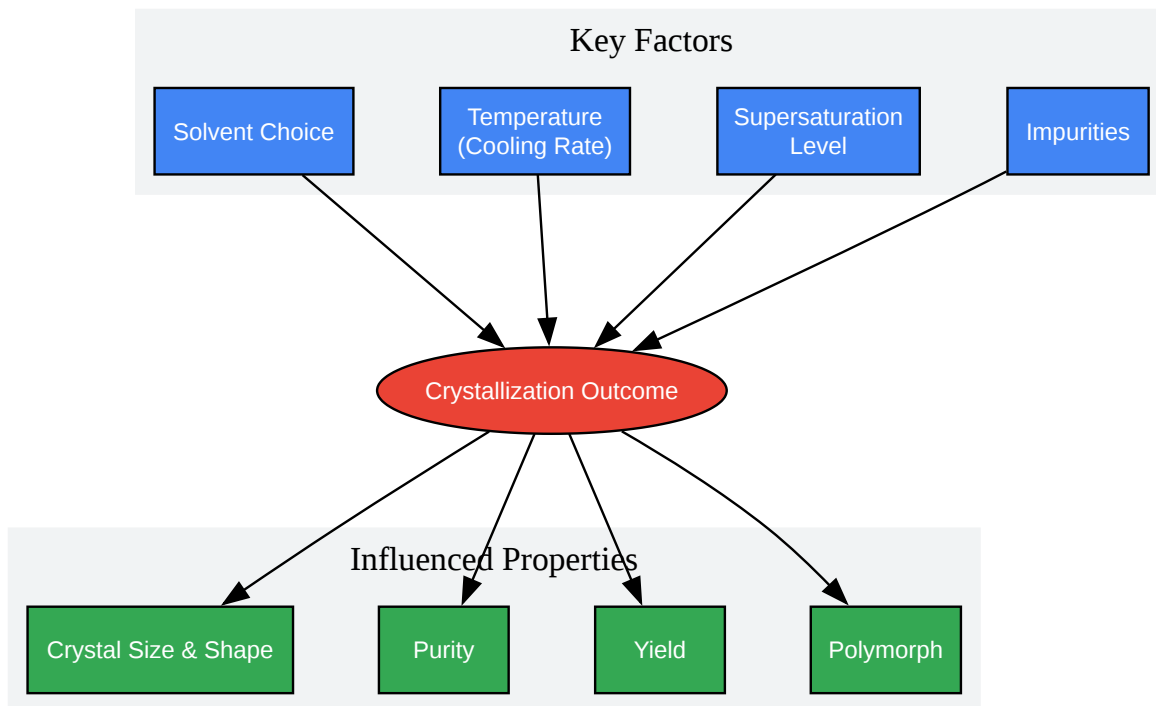 Key Factors
Solvent Choice
Temperature
(Cooling Rate)
Supersaturation
Level
Impurities
Crystallization Outcome
Influenced Properties
Crystal Size & Shape
Purity
Yield
Polymorph